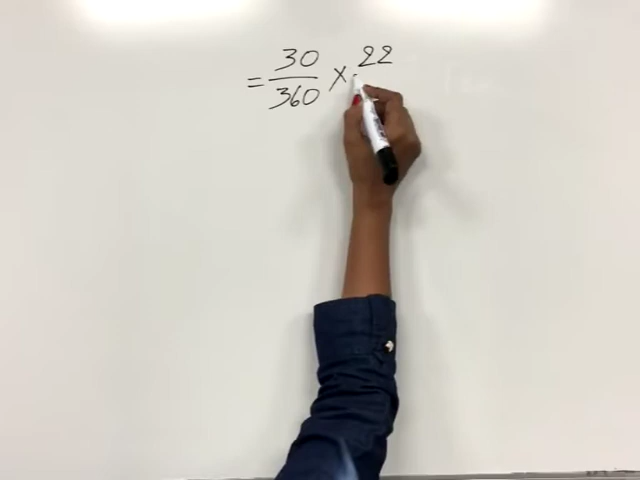 = 30/360 × 22